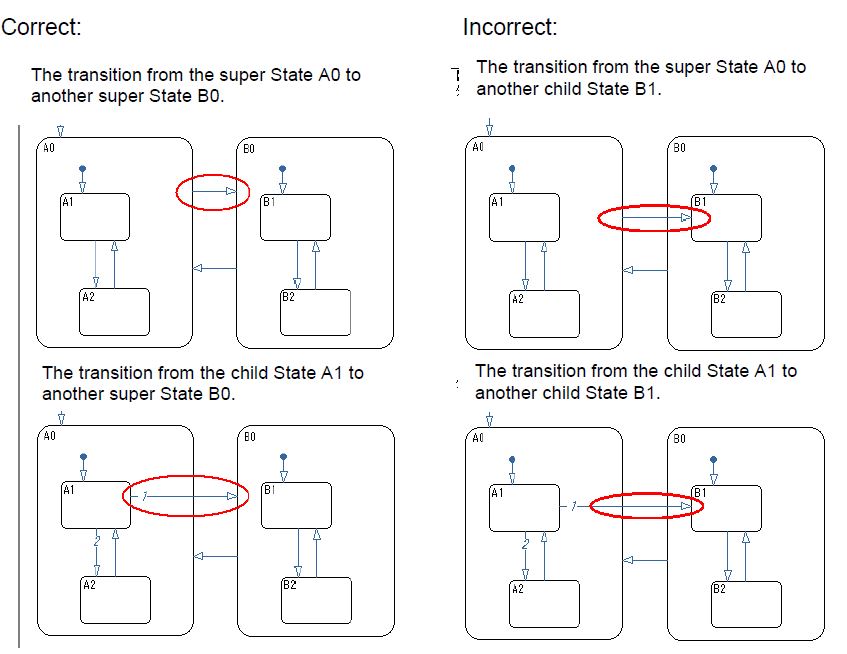 Correct:
The transition from the super State A0 to
another super State B0.
A0
B0
A1
B1
A2
B2
The transition from the child State A1 to
another super State B0.
A0
B0
A1
1
B1
2
A2
B2
Incorrect:
The transition from the super State A0 to
another child State B1.
A0
B0
A1
B1
A2
B2
The transition from the child State A1 to
another child State B1.
A0
B0
A1
1
B1
2
A2
B2